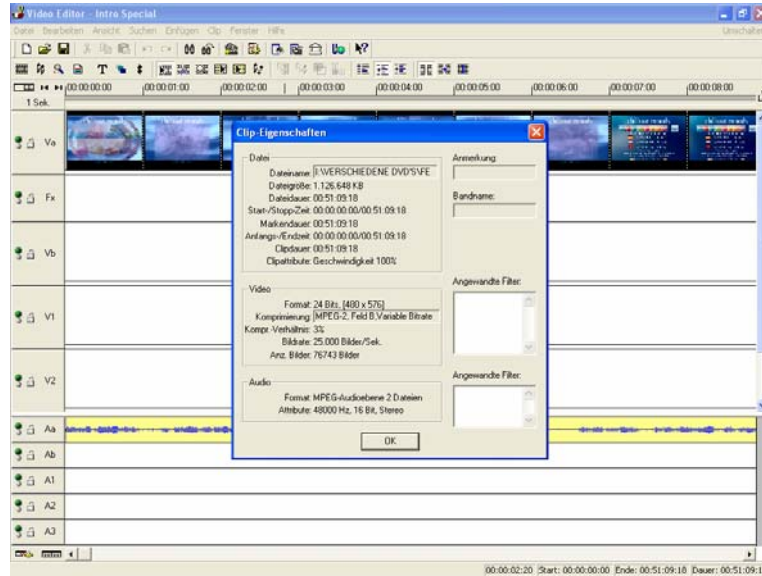 Video Editor - Intro Special
Datei Bearbeiten Ansicht Suchen Einfügen Clip Fenster Hilfe
1 Sek.
00:00:00:00 00:00:01:00 00:00:02:00 00:00:03:00 00:00:04:00 00:00:05:00 00:00:06:00 00:00:07:00 00:00:08:00
Va
Fx
Vb
V1
V2
Aa
Ab
A1
A2
A3
Clip-Eigenschaften
Datei
Dateiname: I:\VERSCHIEDENE DVD'S\FE
Dateigröße: 1.126.648 KB
Dateidauer: 00:51:09:18
Start-/Stopp-Zeit: 00:00:00:00/00:51:09:18
Markendauer: 00:51:09:18
Anfangs-/Endzeit: 00:00:00:00/00:51:09:18
Clipdauer: 00:51:09:18
Clipattribute: Geschwindigkeit 100%
Video
Format: 24 Bits, (480 x 576)
Komprimierung: MPEG-2, Feld B,Variable Bitrate
Kompr.-Verhältnis: 3%
Bildrate: 25.000 Bilder/Sek.
Anz. Bilder: 76743 Bilder
Audio
Format: MPEG-Audioebene 2 Dateien
Attribute: 48000 Hz, 16 Bit, Stereo
Anmerkung:
Bandname:
Angewandte Filter:
Angewandte Filter:
OK
00:00:02:20 Start: 00:00:00:00 Ende: 00:51:09:18 Dauer: 00:51:09:1